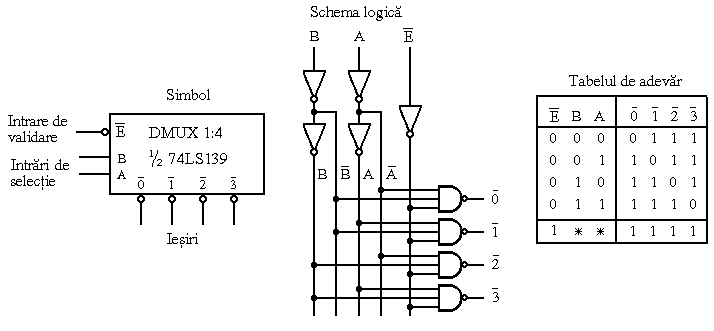 Simbol
Intrare de
validare
Intrări de
selecție
E̅
B
A
DMUX 1:4
½ 74LS139
0̅ 1̅ 2̅ 3̅
Ieșiri
Schema logică
B A E̅
B B̅ A A̅
0̅
1̅
2̅
3̅
Tabelul de adevăr
E̅ B A 0̅ 1̅ 2̅ 3̅
0 0 0 0 1 1 1
0 0 1 1 0 1 1
0 1 0 1 1 0 1
0 1 1 1 1 1 0
1 * * 1 1 1 1